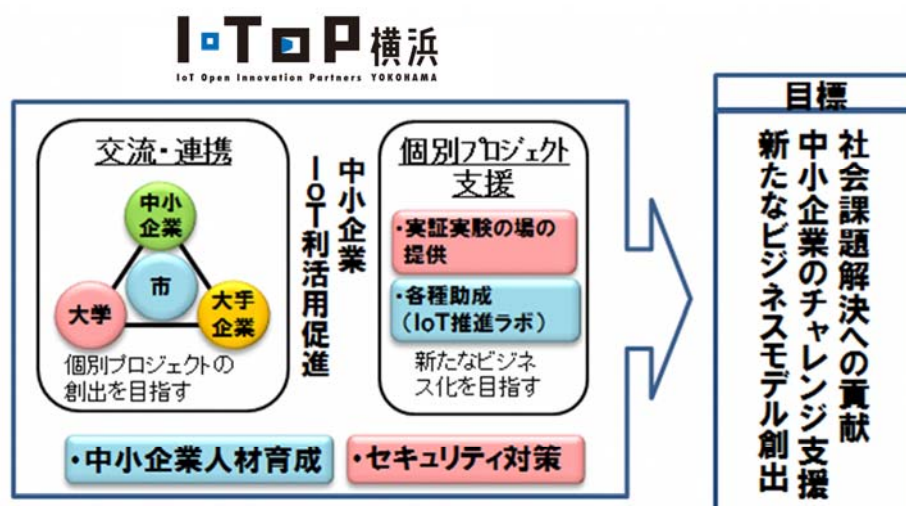 I●TOP横浜
IoT Open Innovation Partners YOKOHAMA
交流・連携
中小
企業
市
大学
大手
企業
個別プロジェクトの
創出を目指す
中小企業
IOT利活用促進
個別プロジェクト
支援
・実証実験の場の
提供
・各種助成
(IoT推進ラボ)
新たなビジネ
ス化を目指す
・中小企業人材育成
・セキュリティ対策
目標
社会課題解決への貢献
中小企業のチャレンジ支援
新たなビジネスモデル創出